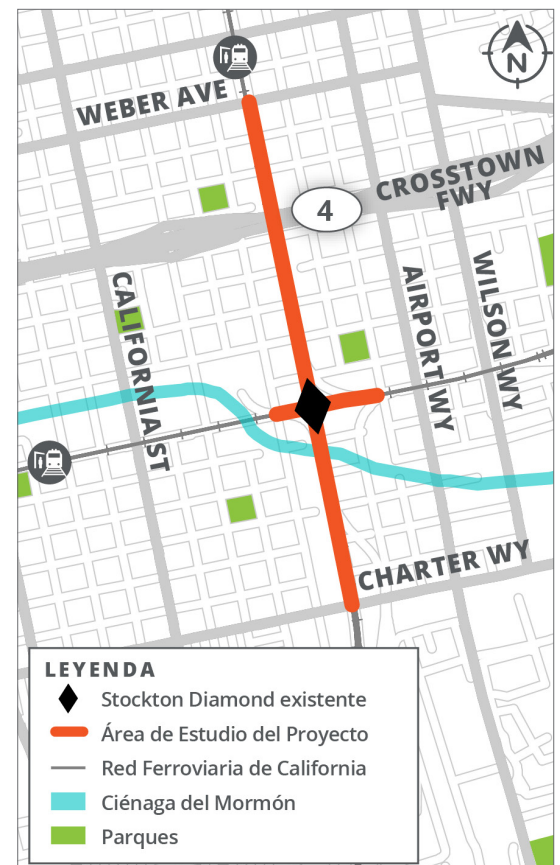 N
WEBER AVE
CROSSTOWN
FWY
4
CALIFORNIA ST
AIRPORT WY
WILSON WY
CHARTER WY
LEYENDA
Stockton Diamond existente
Área de Estudio del Proyecto
Red Ferroviaria de California
Ciénaga del Mormón
Parques